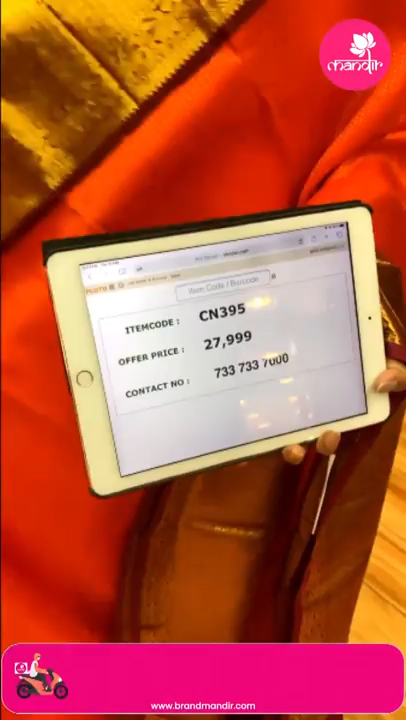 mandir
Item Code / Barcode
ITEMCODE : CN395
OFFER PRICE : 27,999
CONTACT NO : 733 733 7000
www.brandmandir.com